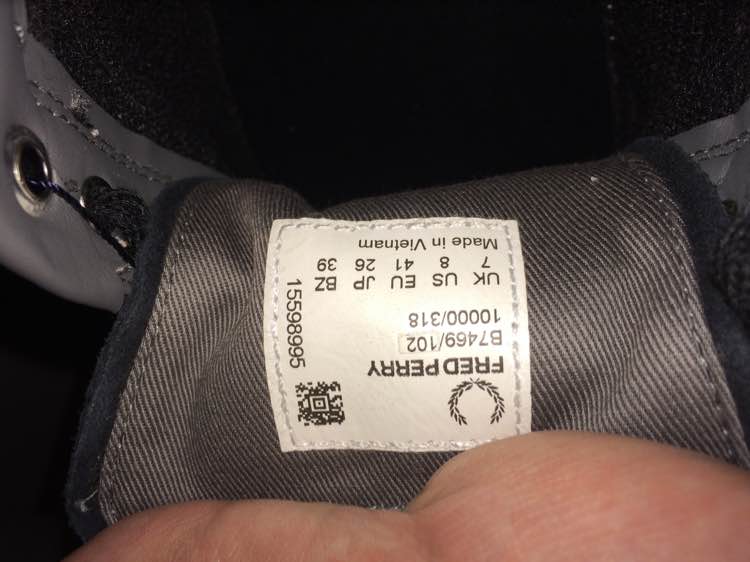 FRED PERRY
B7469/102
10000/318
UK US EU JP BZ
7 8 41 26 39
Made in Vietnam
15598995